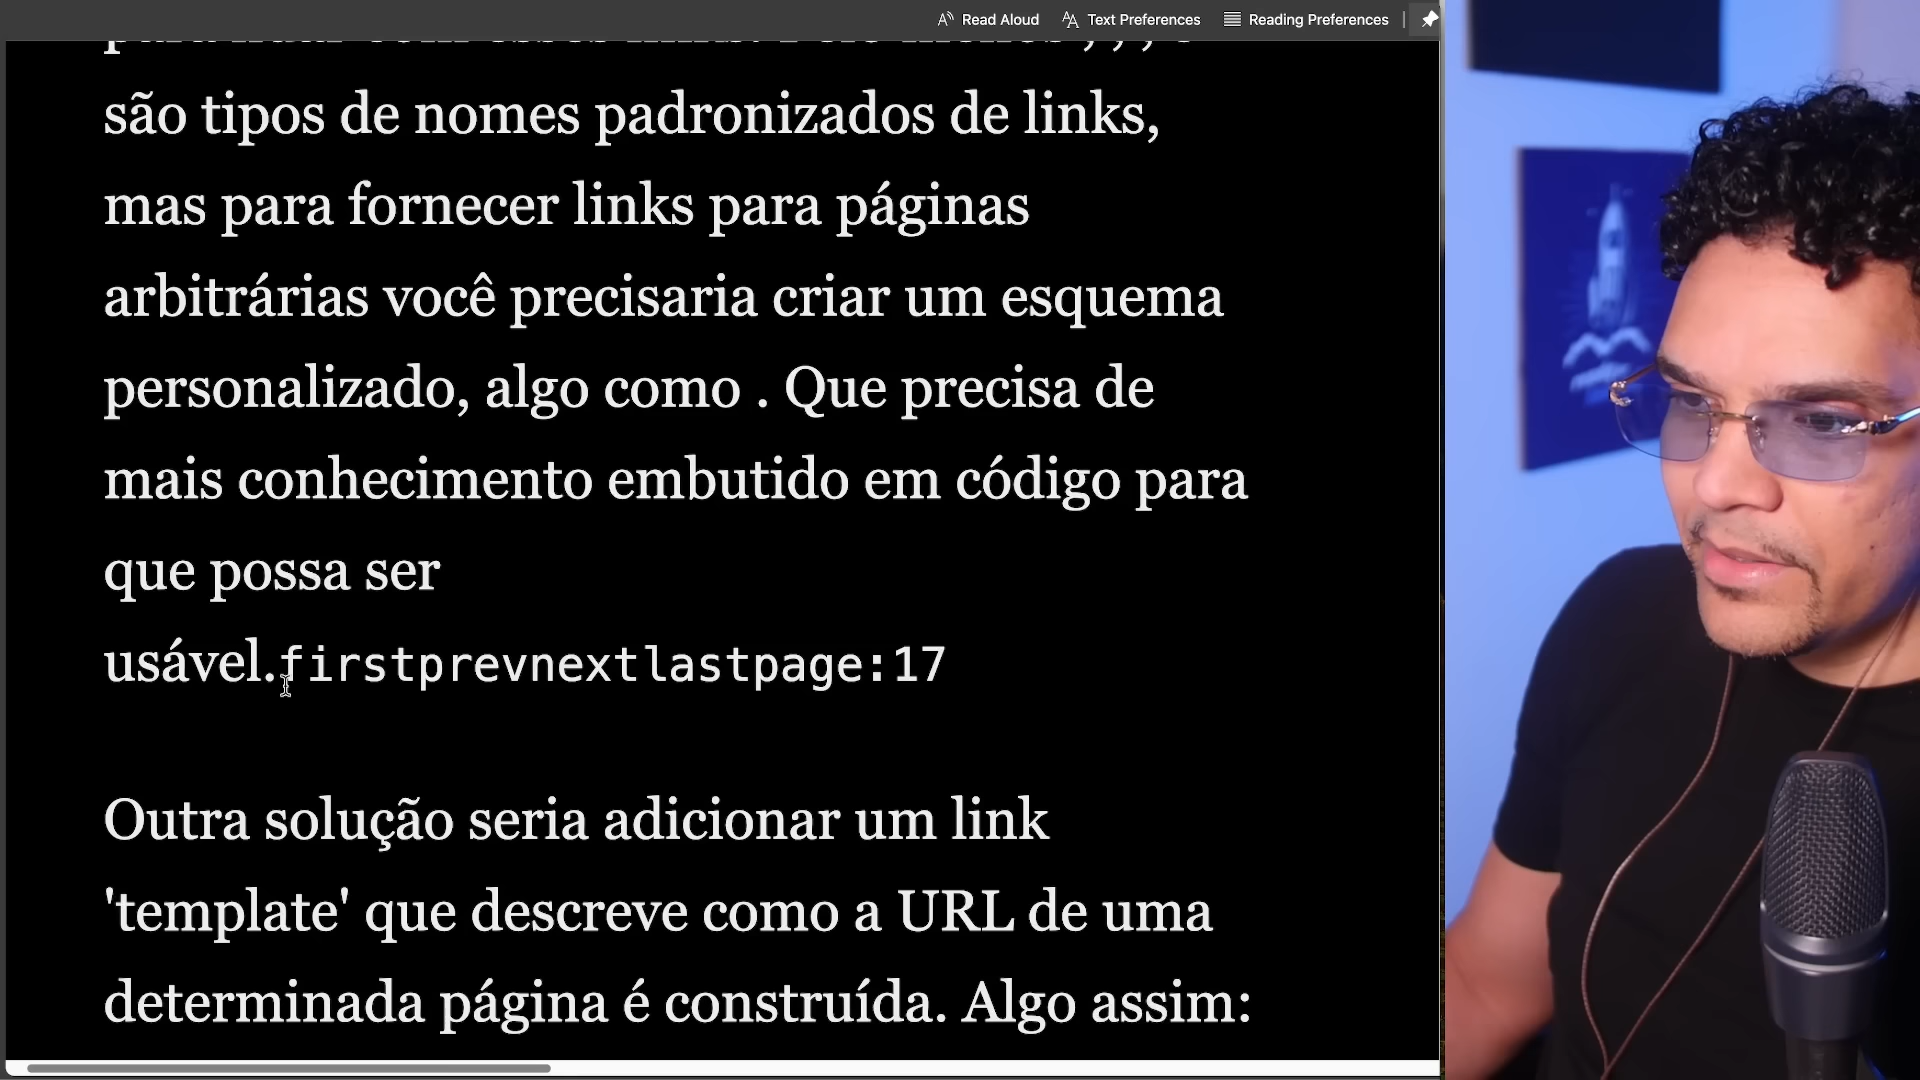 Read Aloud Text Preferences Reading Preferences
são tipos de nomes padronizados de links,
mas para fornecer links para páginas
arbitrárias você precisaria criar um esquema
personalizado, algo como . Que precisa de
mais conhecimento embutido em código para
que possa ser
usável.firstprevnextlastpage:17
Outra solução seria adicionar um link
'template' que descreve como a URL de uma
determinada página é construída. Algo assim: